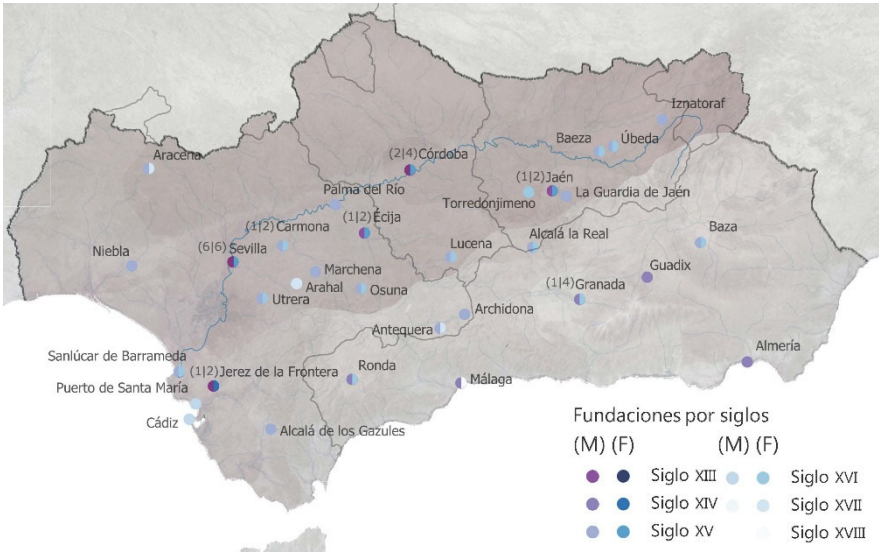 Iznatoraf
Aracena
Baeza
Úbeda
(2|4) Córdoba
(1|2) Jaén
Palma del Río
Torredonjimeno
La Guardia de Jaén
(1|2) Carmona
(1|2) Écija
Alcalá la Real
Baza
(6|6) Sevilla
Lucena
Niebla
Guadix
Marchena
Arahal
Osuna
(1|4) Granada
Utrera
Archidona
Antequera
Almería
Sanlúcar de Barrameda
(1|2) Jerez de la Frontera
Ronda
Málaga
Puerto de Santa María
Cádiz
Alcalá de los Gazules
Fundaciones por siglos
(M) (F) (M) (F)
Siglo XIII Siglo XVI
Siglo XIV Siglo XVII
Siglo XV Siglo XVIII